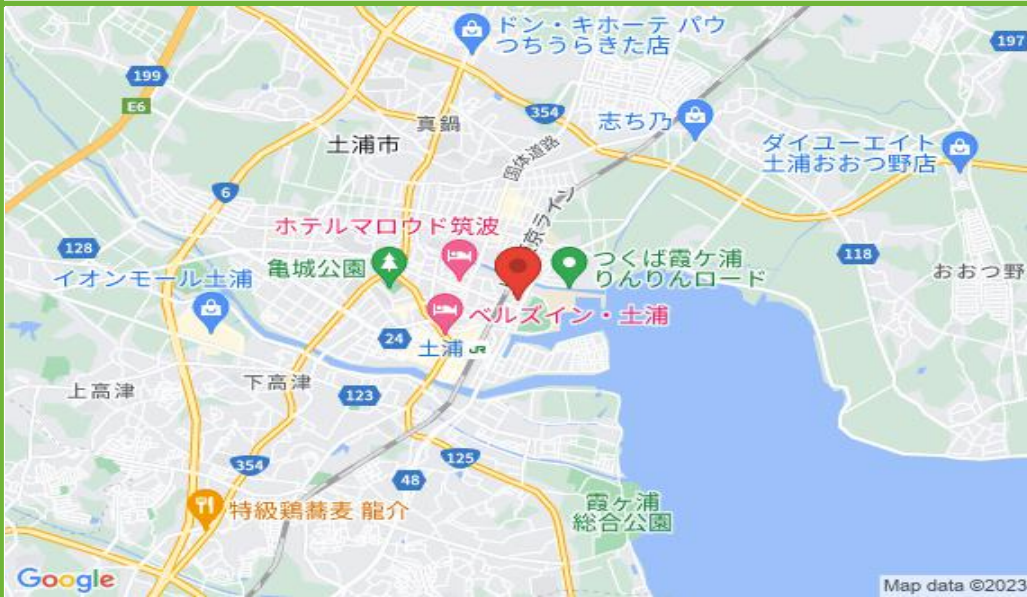 ドン・キホーテ パウ
つちうらきた店
197
199
E6
354
真鍋
志ち乃
土浦市
国体道路
ダイユーエイト
土浦おおつ野店
6
京ライン
ホテルマロウド筑波
128
118
イオンモール土浦
亀城公園
つくば霞ケ浦
りんりんロード
おおつ野
ベルズイン・土浦
24
土浦 JR
上高津
下高津
123
354
125
48
特級鶏蕎麦 龍介
霞ヶ浦
総合公園
Google
Map data ©2023